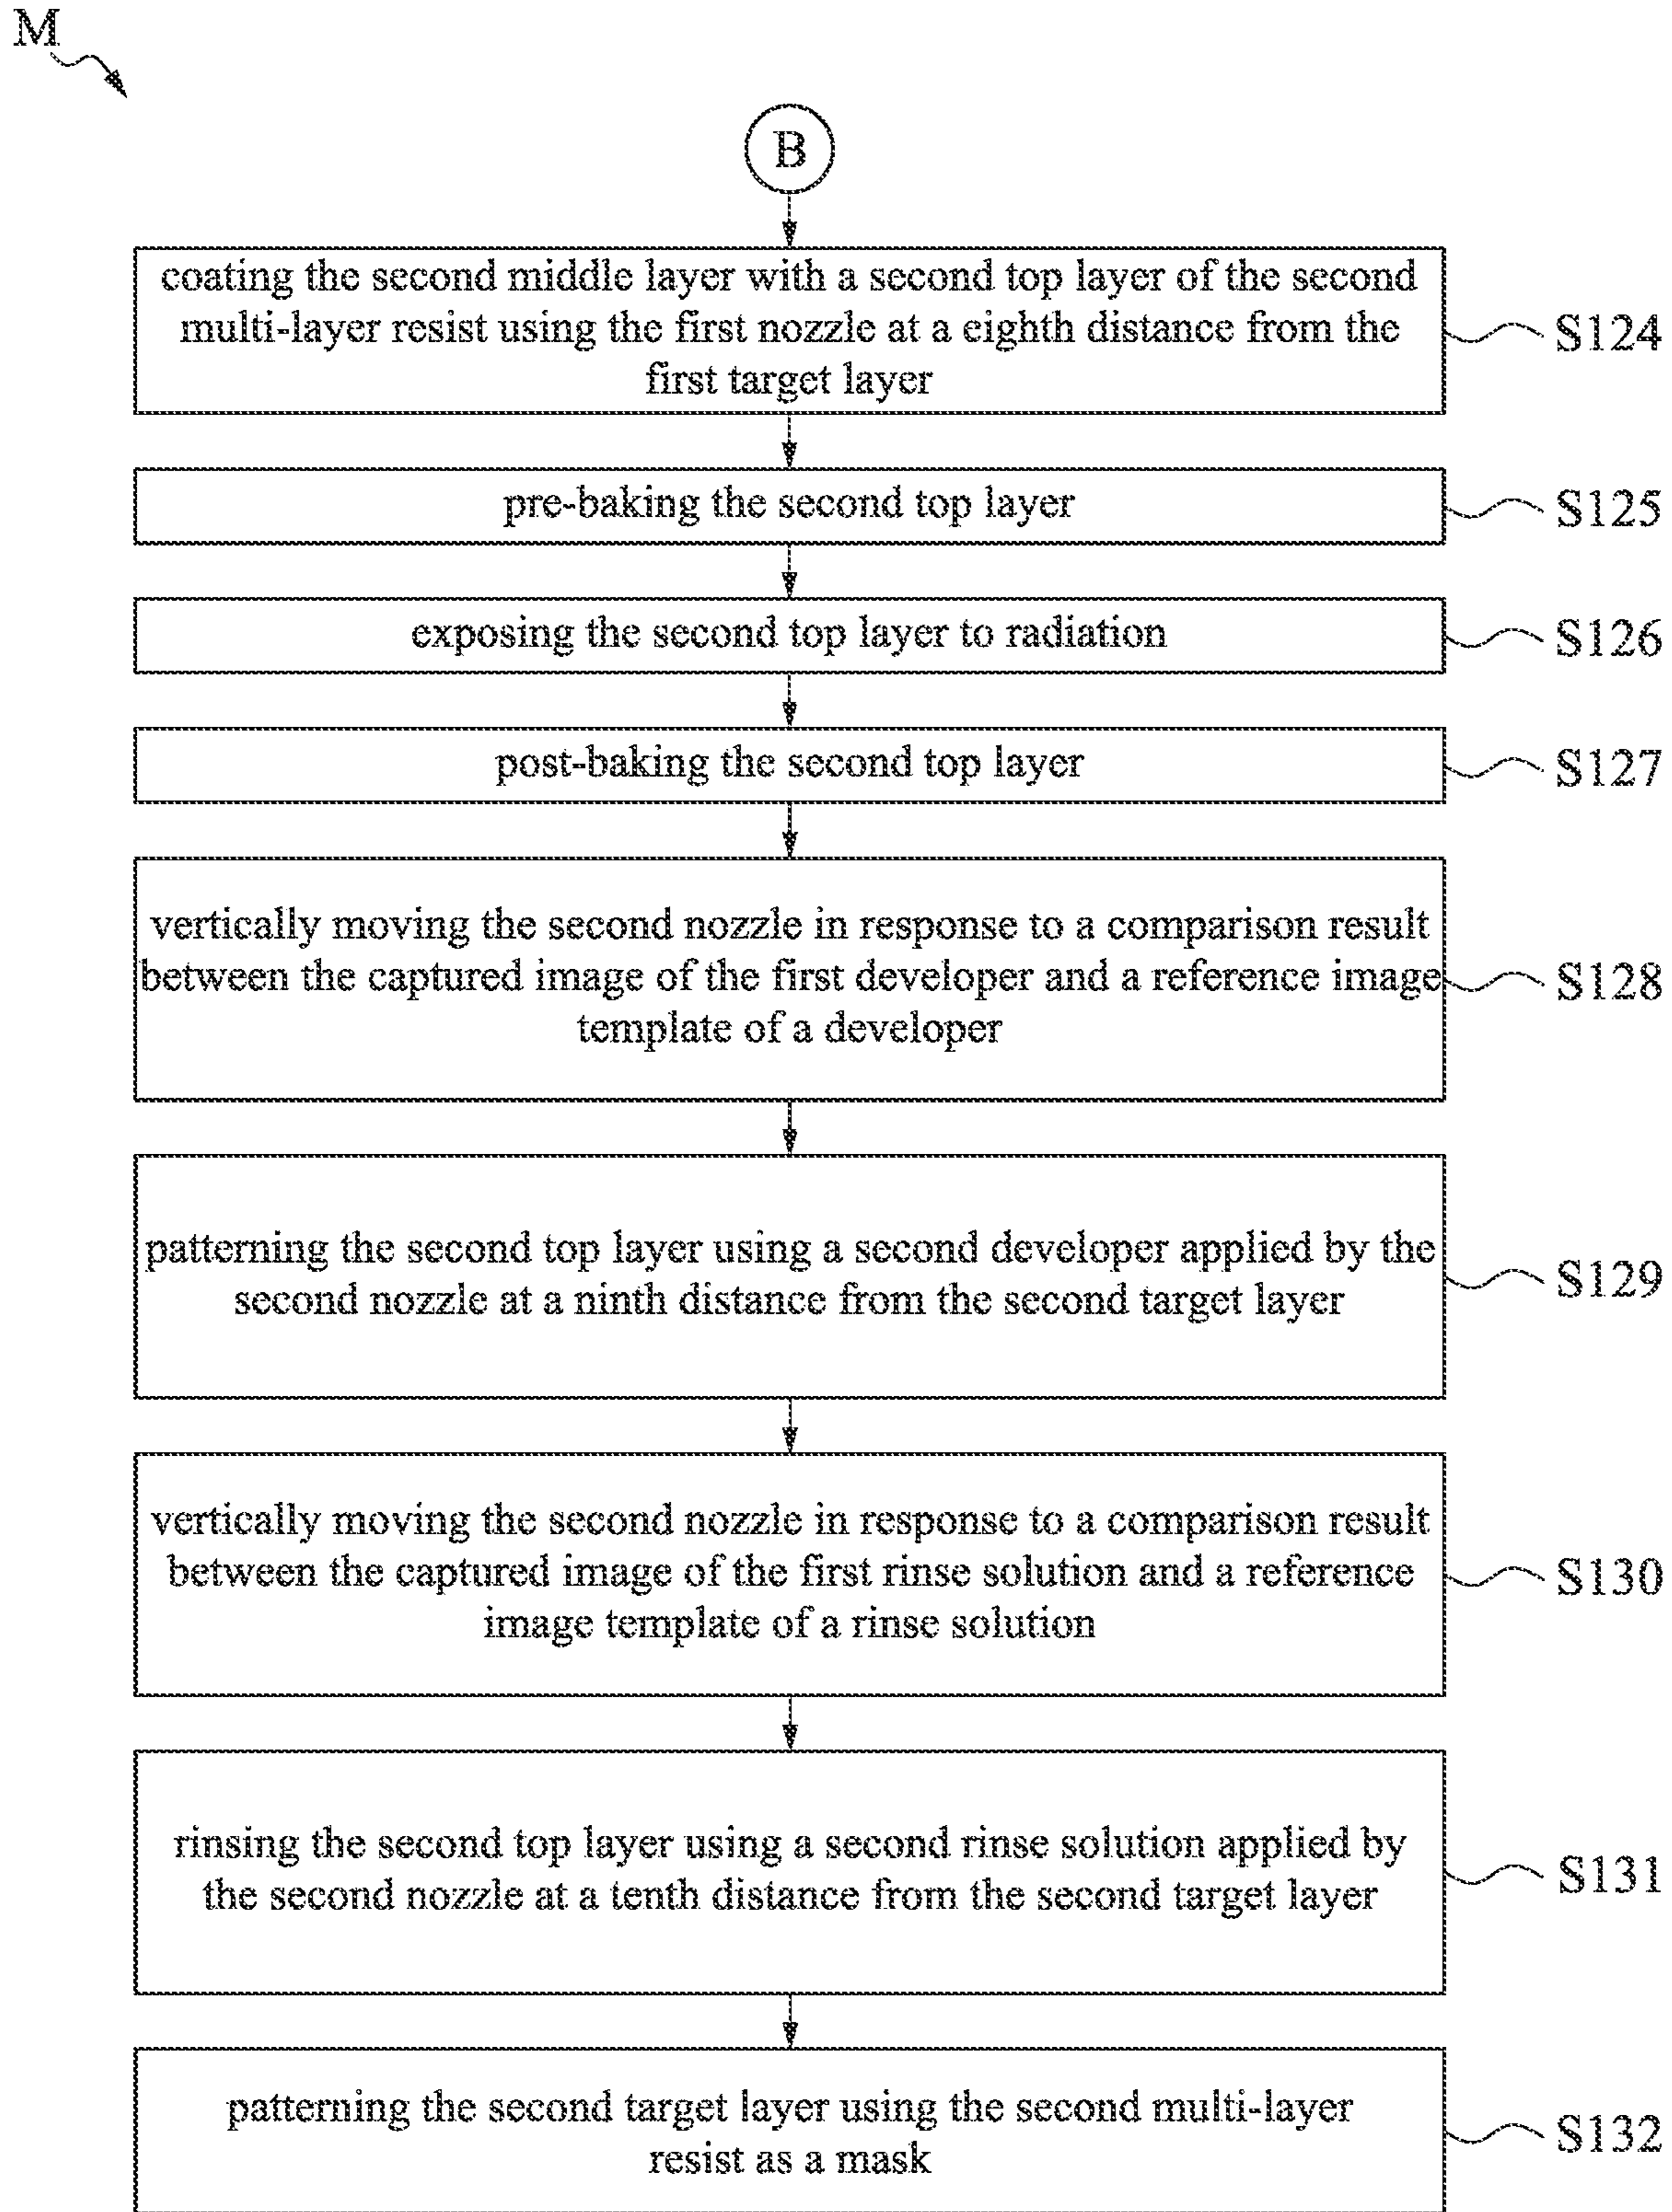 M
B
coating the second middle layer with a second top layer of the second
multi-layer resist using the first nozzle at a eighth distance from the
first target layer
S124
pre-baking the second top layer
S125
exposing the second top layer to radiation
S126
post-baking the second top layer
S127
vertically moving the second nozzle in response to a comparison result
between the captured image of the first developer and a reference image
template of a developer
S128
patterning the second top layer using a second developer applied by the
second nozzle at a ninth distance from the second target layer
S129
vertically moving the second nozzle in response to a comparison result
between the captured image of the first rinse solution and a reference
image template of a rinse solution
S130
rinsing the second top layer using a second rinse solution applied by
the second nozzle at a tenth distance from the second target layer
S131
patterning the second target layer using the second multi-layer
resist as a mask
S132